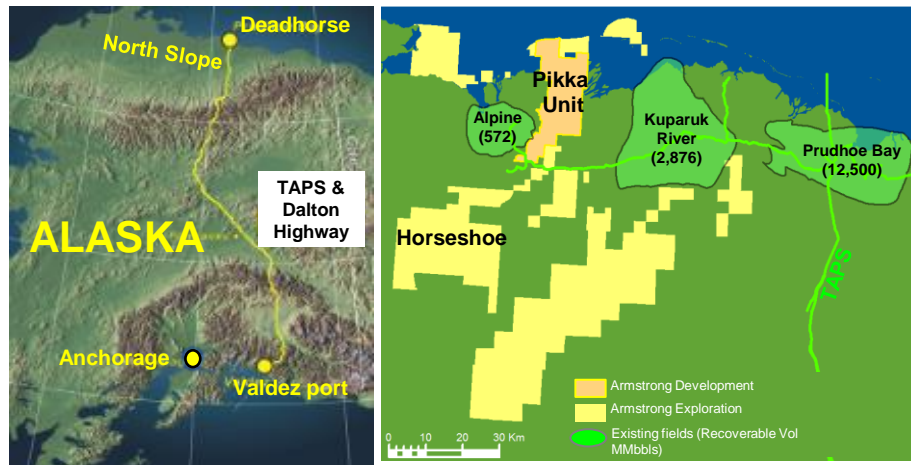 Deadhorse
North Slope
TAPS &
Dalton
Highway
ALASKA
Anchorage
Valdez port
Pikka
Unit
Alpine
(572)
Kuparuk
River
(2,876)
Prudhoe Bay
(12,500)
Horseshoe
TAPS
Armstrong Development
Armstrong Exploration
Existing fields (Recoverable Vol
MMbbls)
0 10 20 30 Km